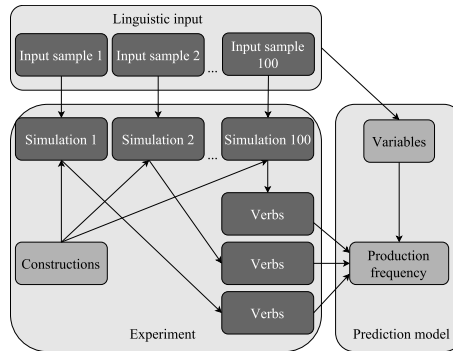 Linguistic input
Input sample 1
Input sample 2
...
Input sample
100
Simulation 1
Simulation 2
...
Simulation 100
Variables
Verbs
Constructions
Verbs
Production
frequency
Verbs
Experiment
Prediction model